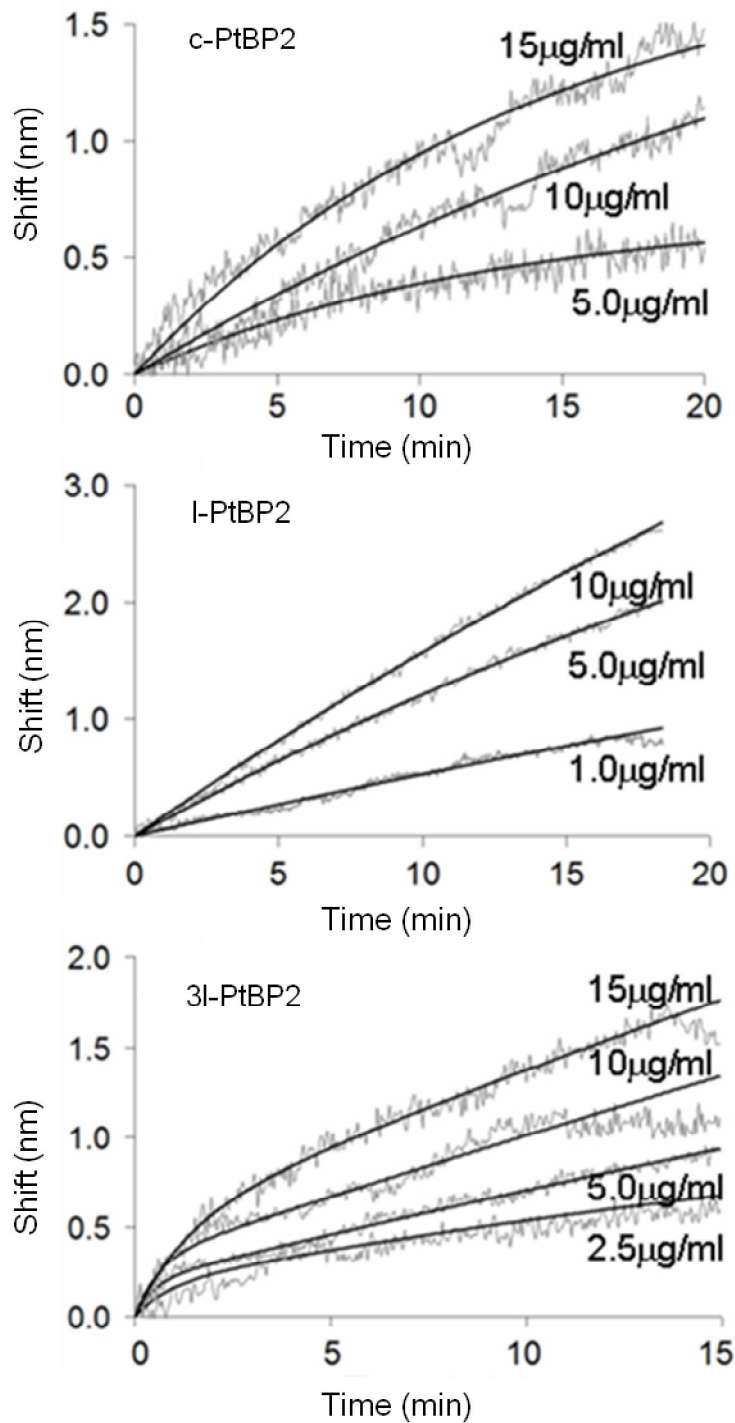 c-PtBP2
1.5
1.0
0.5
0.0
Shift (nm)
15μg/ml
10μg/ml
5.0μg/ml
0 5 10 15 20
Time (min)
l-PtBP2
3.0
2.0
1.0
0.0
Shift (nm)
10μg/ml
5.0μg/ml
1.0μg/ml
0 5 10 15 20
Time (min)
3l-PtBP2
2.0
1.5
1.0
0.5
0.0
Shift (nm)
15μg/ml
10μg/ml
5.0μg/ml
2.5μg/ml
0 5 10 15
Time (min)